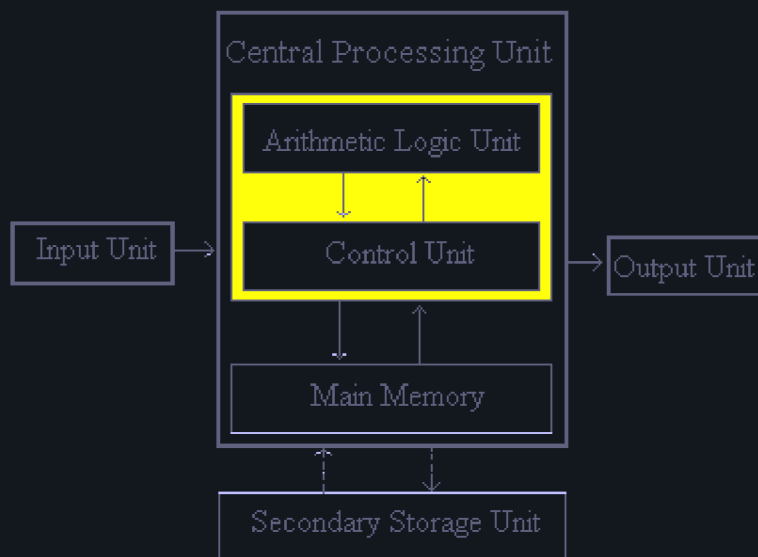 Central Processing Unit
Arithmetic Logic Unit
Input Unit
Control Unit
Output Unit
Main Memory
Secondary Storage Unit